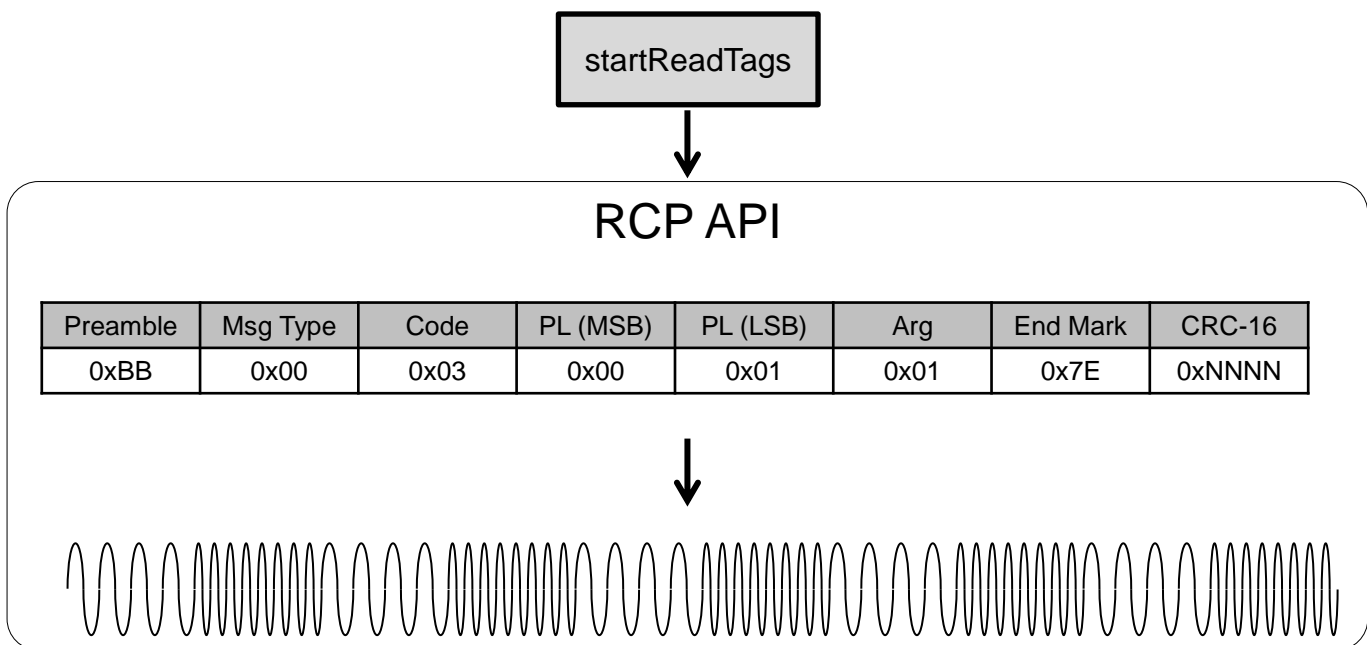 startReadTags
RCP API
Preamble Msg Type Code PL (MSB) PL (LSB) Arg End Mark CRC-16
0xBB 0x00 0x03 0x00 0x01 0x01 0x7E 0xNNNN